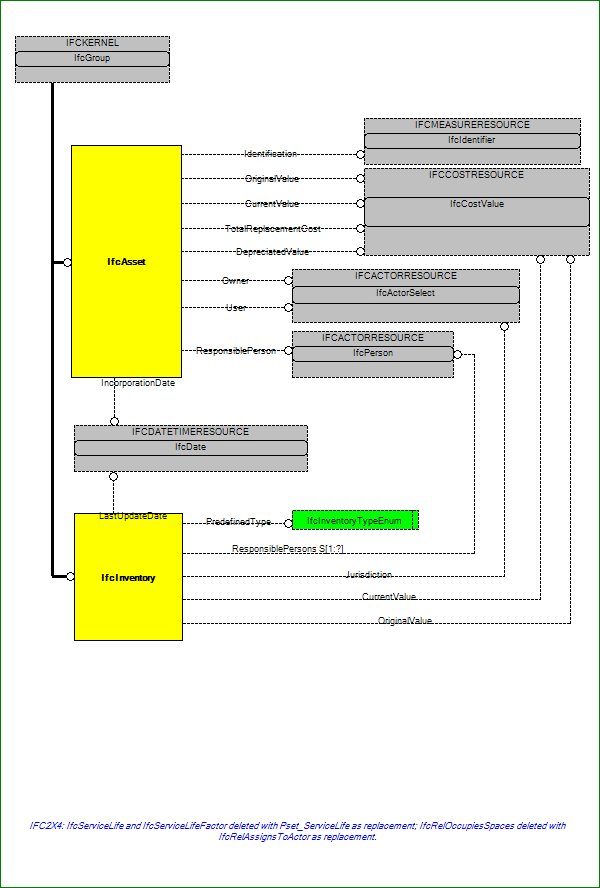 IFCKERNEL
IfcGroup
IFCMEASURERESOURCE
IfcIdentifier
Identification
IFCCOSTRESOURCE
OriginalValue
IfcCostValue
CurrentValue
TotalReplacementCost
DepreciatedValue
IfcAsset
IFCACTORRESOURCE
Owner
IfcActorSelect
User
IFCACTORRESOURCE
ResponsiblePerson
IfcPerson
IncorporationDate
IFCDATETIMERESOURCE
IfcDate
LastUpdateDate
PredefinedType
IfcInventoryTypeEnum
ResponsiblePersons S[1:?]
IfcInventory
Jurisdiction
CurrentValue
OriginalValue
IFC2X4: IfcServiceLife and IfcServiceLifeFactor deleted with Pset_ServiceLife as replacement; IfcRelOccupiesSpaces deleted with
IfcRelAssignsToActor as replacement.